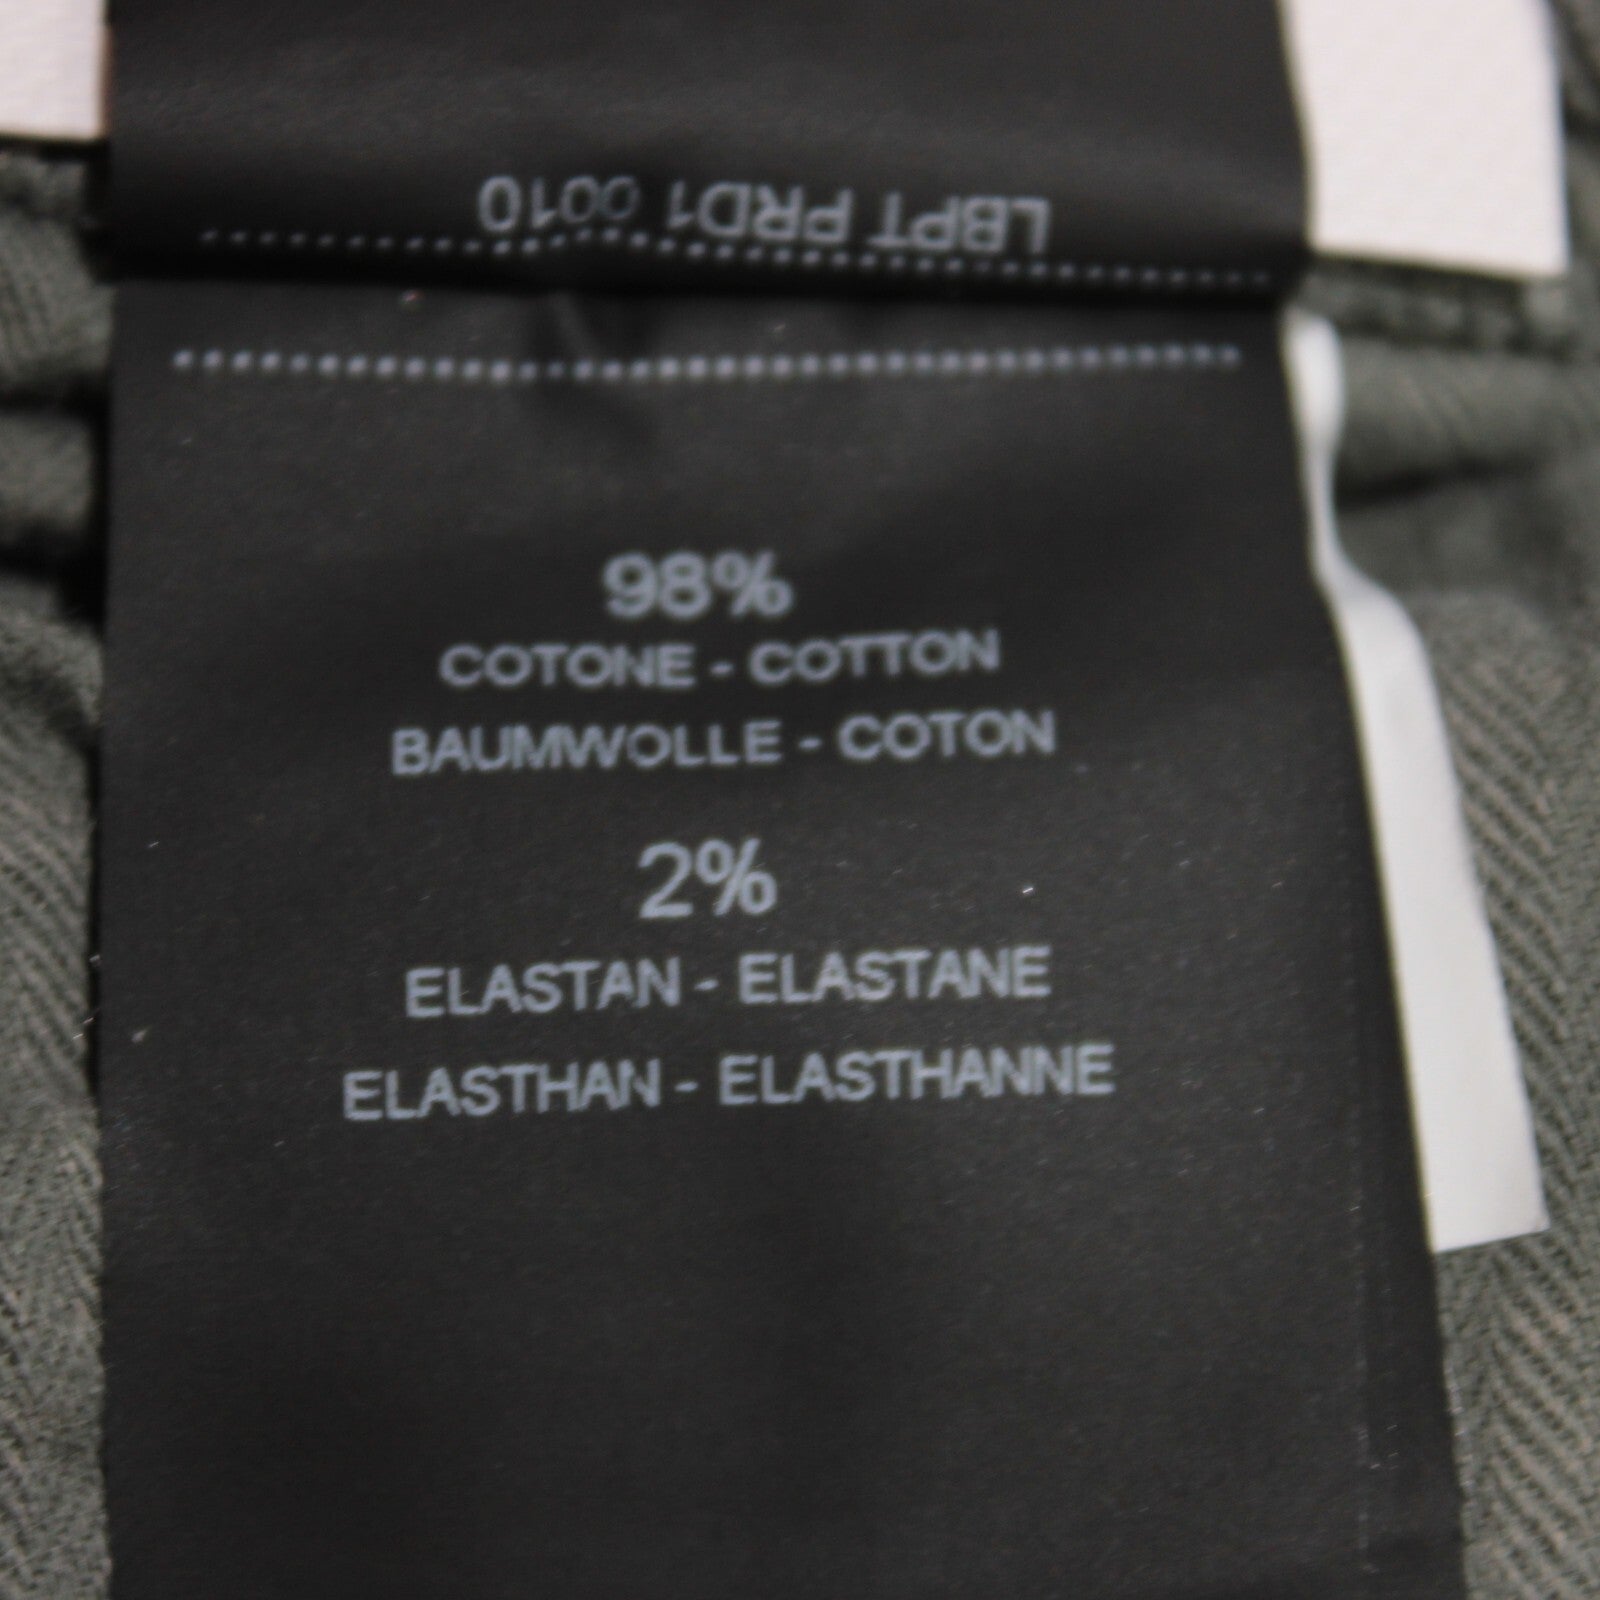 LBPT PRD1 0010
98%
COTONE - COTTON
BAUMWOLLE - COTON
2%
ELASTAN - ELASTANE
ELASTHAN - ELASTHANNE